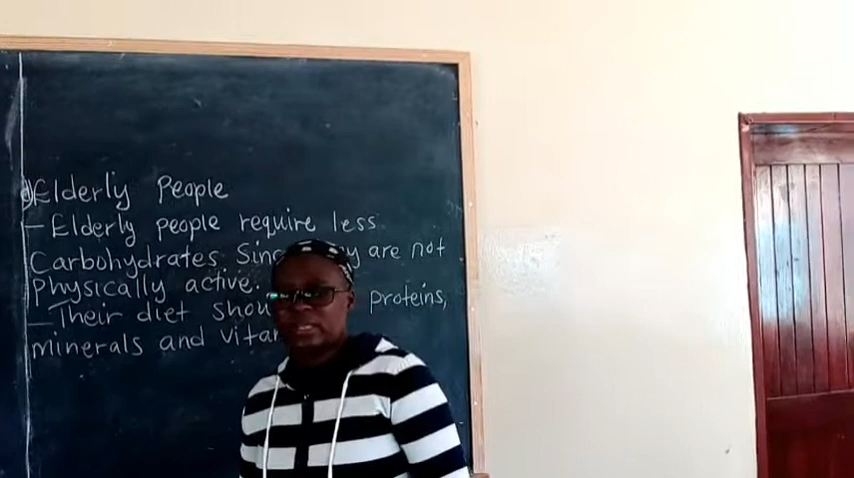 d) Elderly People
- Elderly people require less
Carbohydrates are not
Physically active.
- Their diet proteins,
minerals and